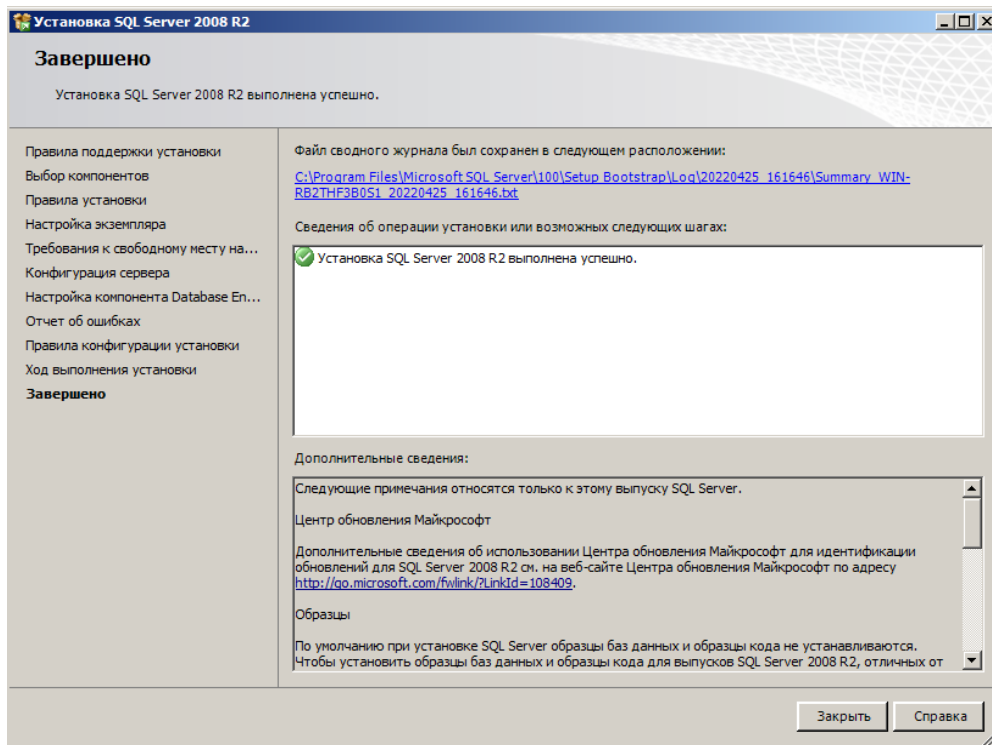 Установка SQL Server 2008 R2
Завершено
Установка SQL Server 2008 R2 выполнена успешно.
Правила поддержки установки
Выбор компонентов
Правила установки
Настройка экземпляра
Требования к свободному месту на...
Конфигурация сервера
Настройка компонента Database En...
Отчет об ошибках
Правила конфигурации установки
Ход выполнения установки
Завершено
Файл сводного журнала был сохранен в следующем расположении:
C:\Program Files\Microsoft SQL Server\100\Setup Bootstrap\Log\20220425_161646\Summary_WIN-
RB2THF3B0S1_20220425_161646.txt
Сведения об операции установки или возможных следующих шагах:
Установка SQL Server 2008 R2 выполнена успешно.
Дополнительные сведения:
Следующие примечания относятся только к этому выпуску SQL Server.
Центр обновления Майкрософт
Дополнительные сведения об использовании Центра обновления Майкрософт для идентификации
обновлений для SQL Server 2008 R2 см. на веб-сайте Центра обновления Майкрософт по адресу
http://go.microsoft.com/fwlink/?LinkId=108409.
Образцы
По умолчанию при установке SQL Server образцы баз данных и образцы кода не устанавливаются.
Чтобы установить образцы баз данных и образцы кода для выпусков SQL Server 2008 R2, отличных от
Закрыть
Справка